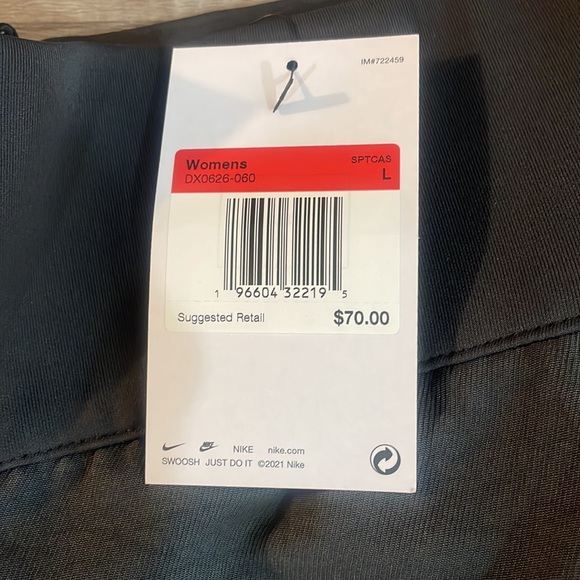 IM#722459
Womens SPTCAS
DX0626-060 L
1 96604 32219 5
Suggested Retail $70.00
NIKE NIKE nike.com
SWOOSH JUST DO IT ©2021 Nike